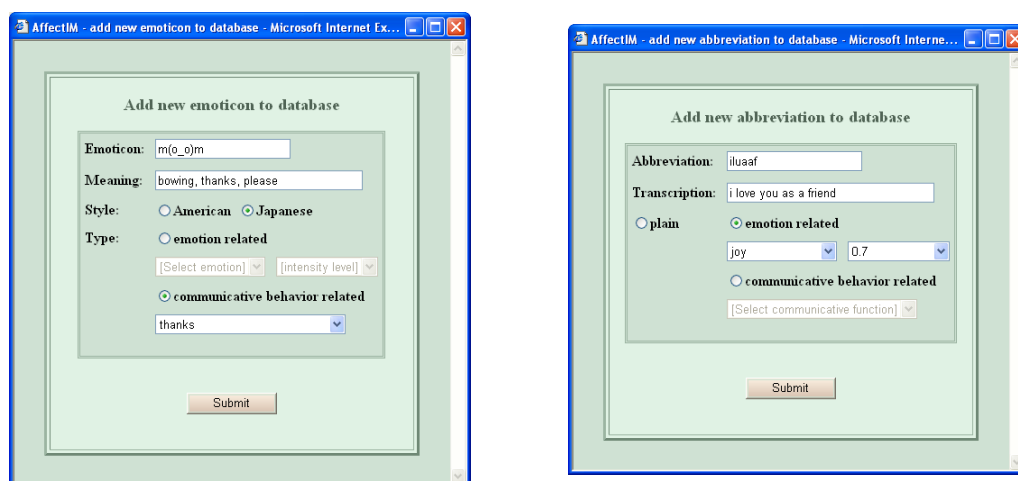 AffectIM - add new emoticon to database - Microsoft Internet Ex...
Add new emoticon to database
Emoticon: m(o_o)m
Meaning: bowing, thanks, please
Style: American Japanese
Type: emotion related
[Select emotion] [intensity level]
communicative behavior related
thanks
Submit
AffectIM - add new abbreviation to database - Microsoft Interne...
Add new abbreviation to database
Abbreviation: iluaaf
Transcription: i love you as a friend
plain emotion related
joy 0.7
communicative behavior related
[Select communicative function]
Submit